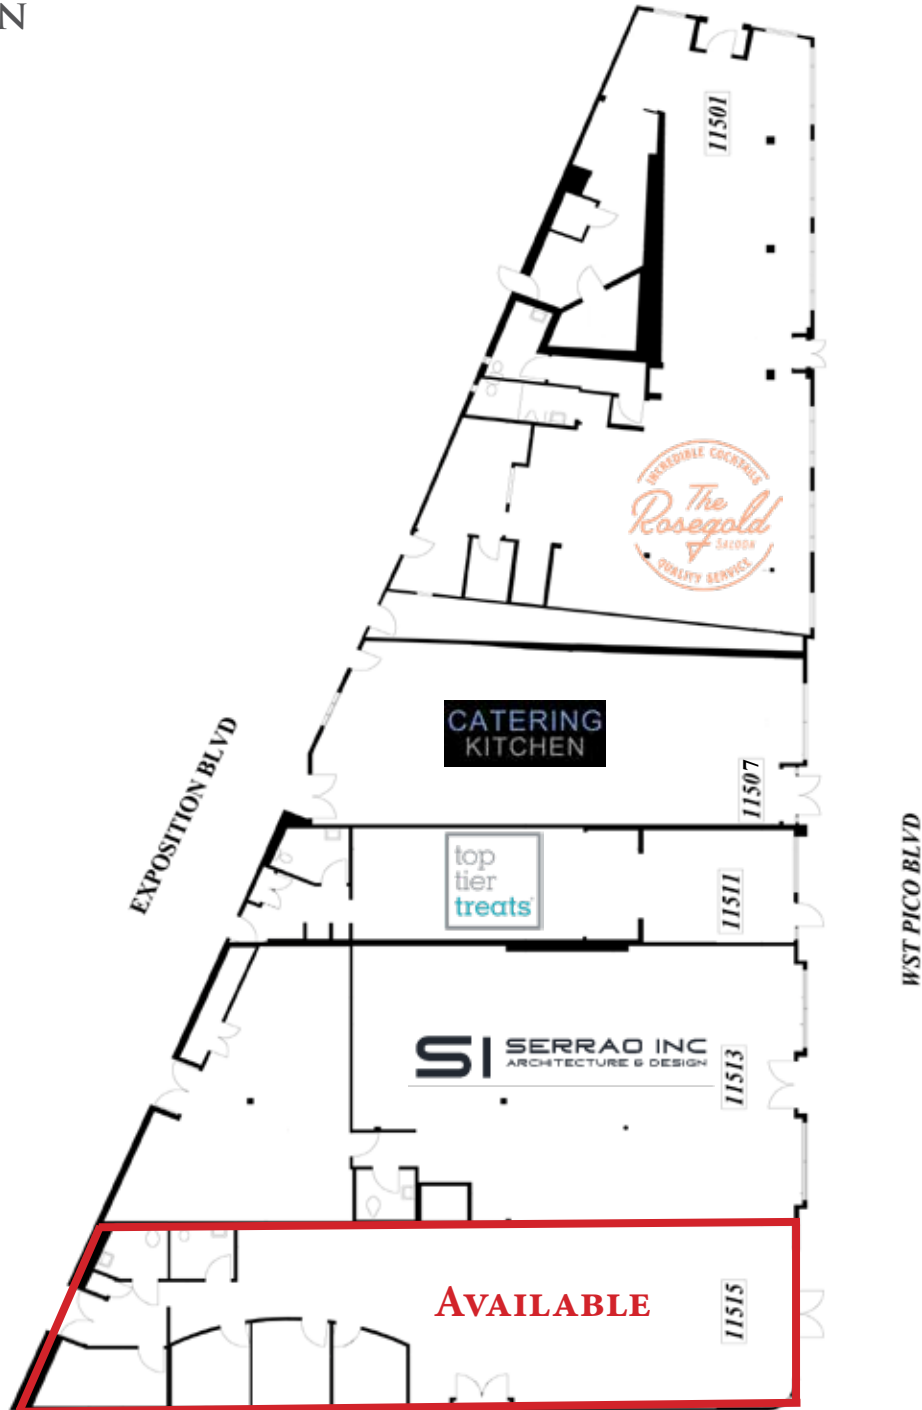 N
11501
INCREDIBLE COCKTAILS
The
Rosegold
SALOON
QUALITY SERVICE
CATERING
KITCHEN
11507
EXPOSITION BLVD
WST PICO BLVD
top
tier
treats
11511
SI SERRAO INC
ARCHITECTURE & DESIGN
11513
AVAILABLE
11515